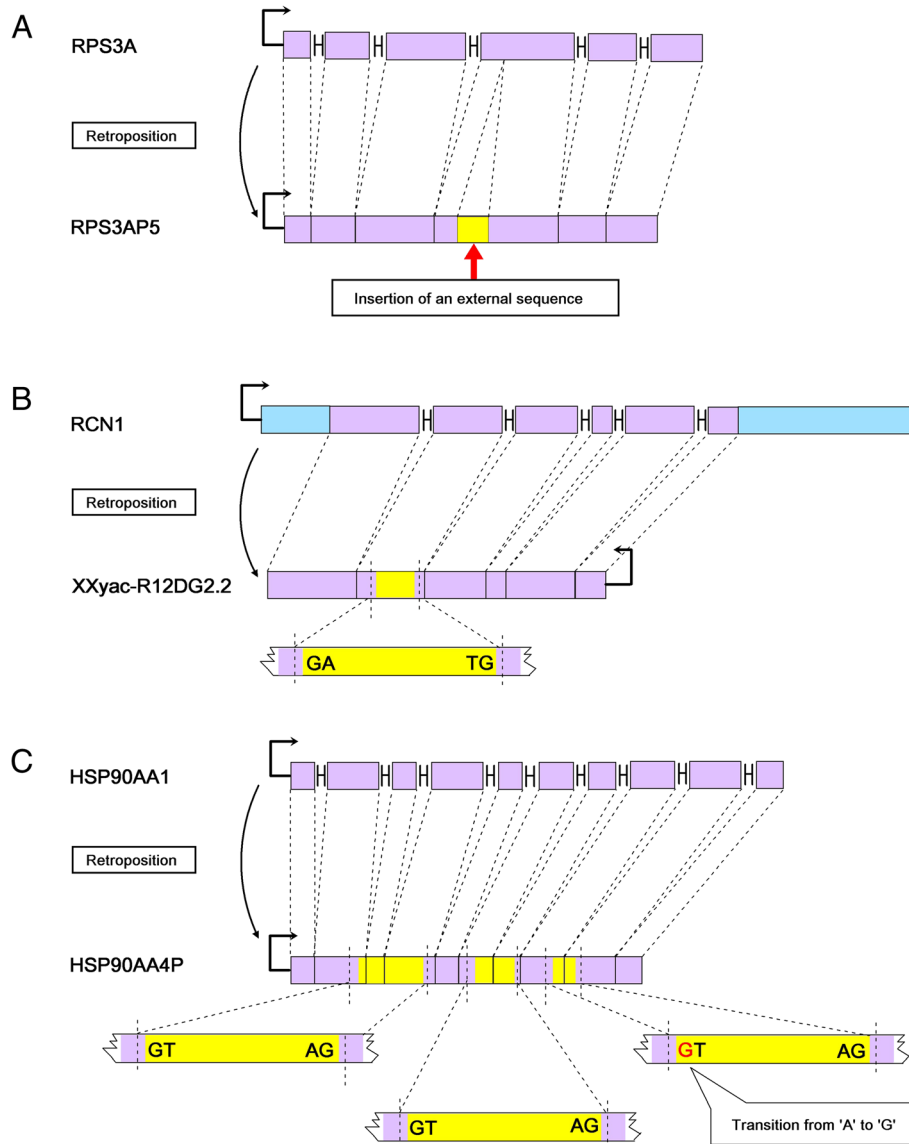 A
RPS3A
Retroposition
RPS3AP5
Insertion of an external sequence
B
RCN1
Retroposition
XXyac-R12DG2.2
GA TG
C
HSP90AA1
Retroposition
HSP90AA4P
GT AG
GT AG
GT AG
Transition from 'A' to 'G'